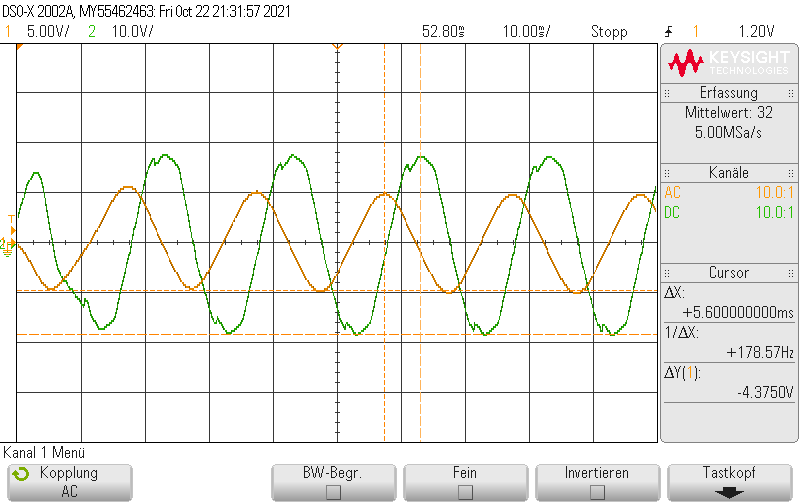 DSO-X 2002A, MY55462463: Fri Oct 22 21:31:57 2021
1 5.00V/ 2 10.0V/ 52.80s 10.00s/ Stopp 1 1.20V
KEYSIGHT
TECHNOLOGIES
Erfassung
Mittelwert: 32
5.00MSa/s
Kanäle
AC 10.0:1
DC 10.0:1
Cursor
ΔX:
+5.600000000ms
1/ΔX:
+178.57Hz
ΔY(1):
-4.3750V
T
2
Kanal 1 Menü
Kopplung
AC
BW-Begr.
Fein
Invertieren
Tastkopf